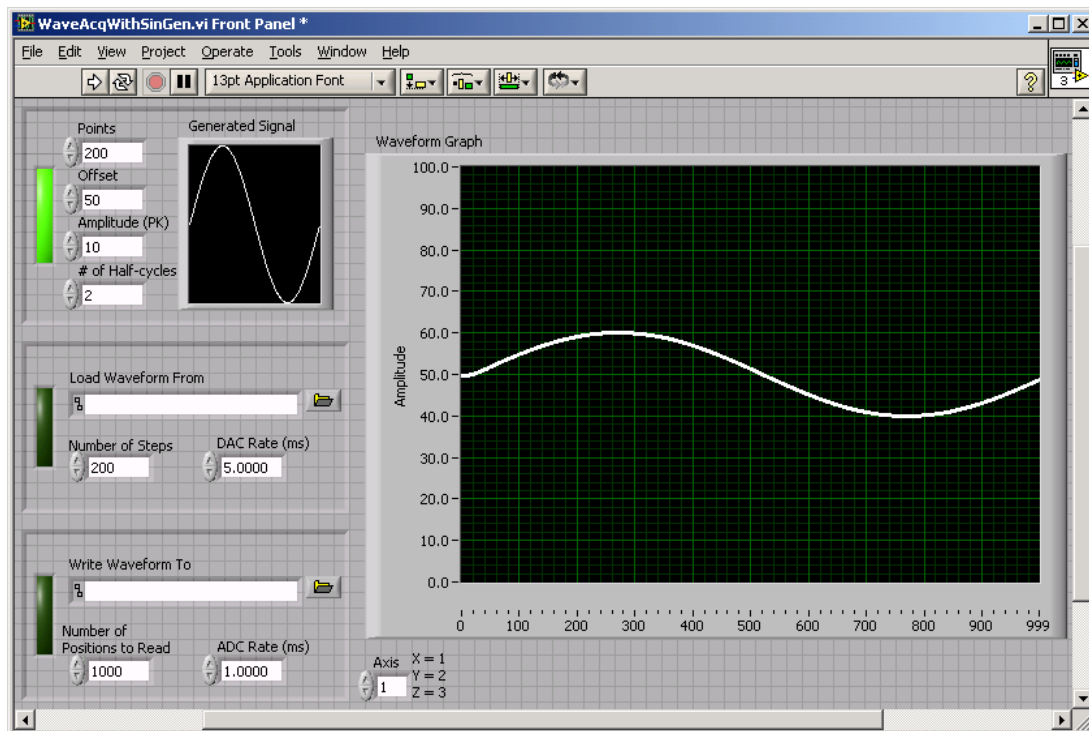 WaveAcqWithSinGen.vi Front Panel *
File Edit View Project Operate Tools Window Help
13pt Application Font
3
Points
200
Offset
50
Amplitude (PK)
10
# of Half-cycles
2
Generated Signal
Load Waveform From
Number of Steps
200
DAC Rate (ms)
5.0000
Write Waveform To
Number of
Positions to Read
1000
ADC Rate (ms)
1.0000
Waveform Graph
Amplitude
100.0
90.0
80.0
70.0
60.0
50.0
40.0
30.0
20.0
10.0
0.0
0 100 200 300 400 500 600 700 800 900 999
Axis
1
X = 1
Y = 2
Z = 3